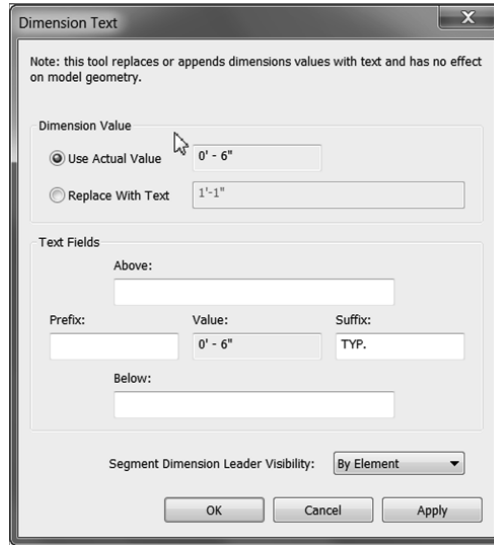 Dimension Text
Note: this tool replaces or appends dimensions values with text and has no effect
on model geometry.
Dimension Value
Use Actual Value 0' - 6"
Replace With Text 1'-1"
Text Fields
Above:
Prefix: Value: Suffix:
0' - 6" TYP.
Below:
Segment Dimension Leader Visibility: By Element
OK Cancel Apply